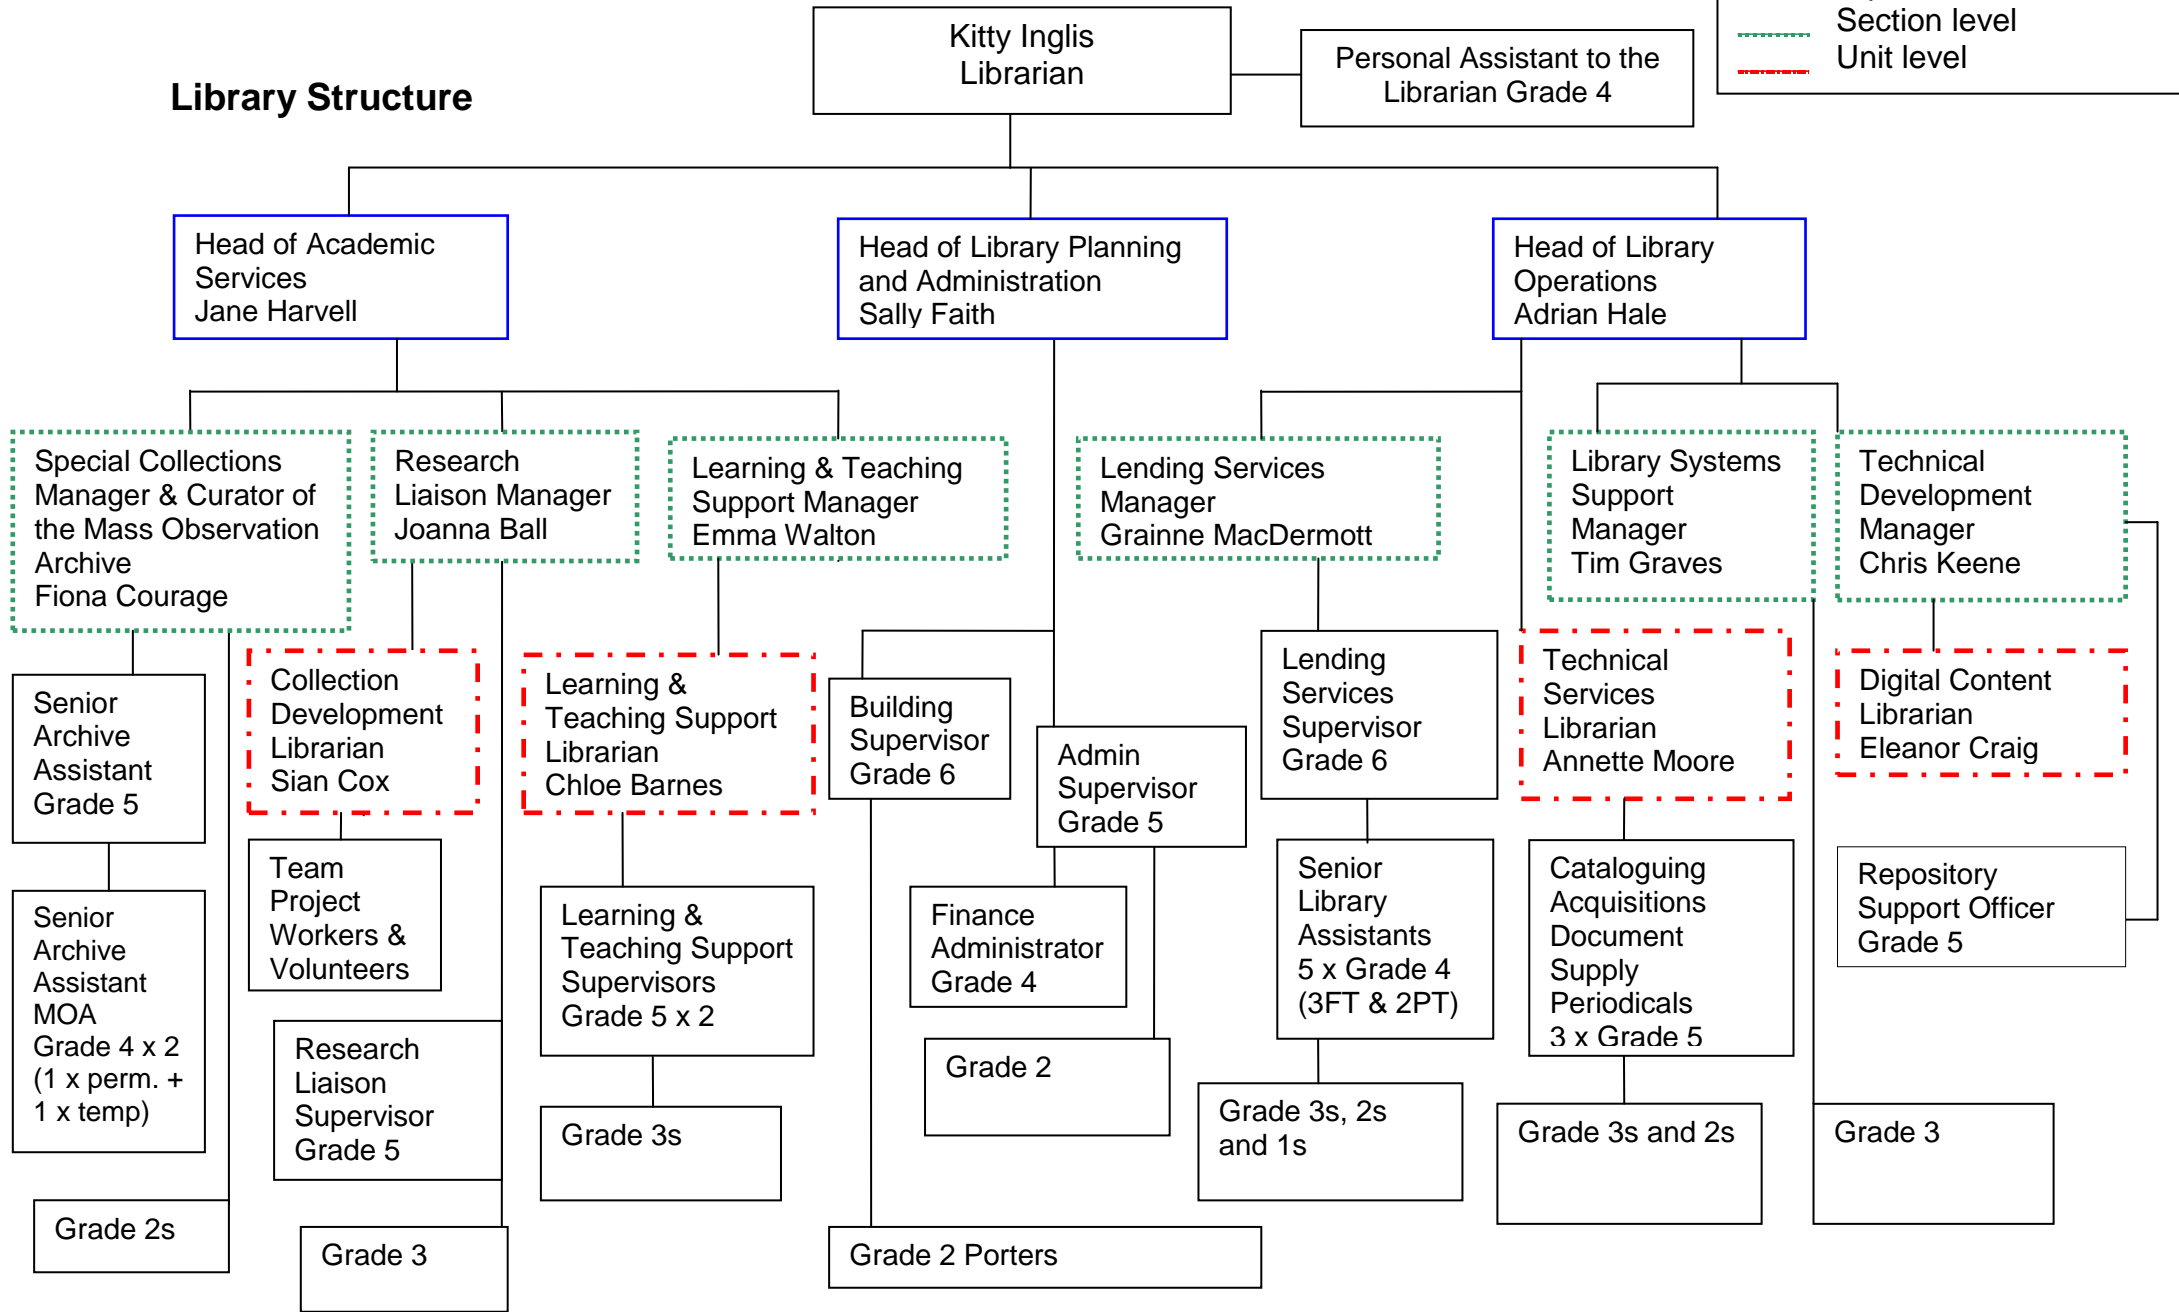 Library Structure
Kitty Inglis
Librarian
Personal Assistant to the
Librarian Grade 4
Section level
Unit level
Head of Academic
Services
Jane Harvell
Head of Library Planning
and Administration
Sally Faith
Head of Library
Operations
Adrian Hale
Special Collections
Manager & Curator of
the Mass Observation
Archive
Fiona Courage
Research
Liaison Manager
Joanna Ball
Learning & Teaching
Support Manager
Emma Walton
Lending Services
Manager
Grainne MacDermott
Library Systems
Support
Manager
Tim Graves
Technical
Development
Manager
Chris Keene
Senior
Archive
Assistant
Grade 5
Collection
Development
Librarian
Sian Cox
Learning &
Teaching Support
Librarian
Chloe Barnes
Building
Supervisor
Grade 6
Admin
Supervisor
Grade 5
Lending
Services
Supervisor
Grade 6
Technical
Services
Librarian
Annette Moore
Digital Content
Librarian
Eleanor Craig
Senior
Archive
Assistant
MOA
Grade 4 x 2
(1 x perm. +
1 x temp)
Team
Project
Workers &
Volunteers
Learning &
Teaching Support
Supervisors
Grade 5 x 2
Finance
Administrator
Grade 4
Senior
Library
Assistants
5 x Grade 4
(3FT & 2PT)
Cataloguing
Acquisitions
Document
Supply
Periodicals
3 x Grade 5
Repository
Support Officer
Grade 5
Research
Liaison
Supervisor
Grade 5
Grade 3s
Grade 2
Grade 3s, 2s
and 1s
Grade 3s and 2s
Grade 3
Grade 2s
Grade 3
Grade 2 Porters